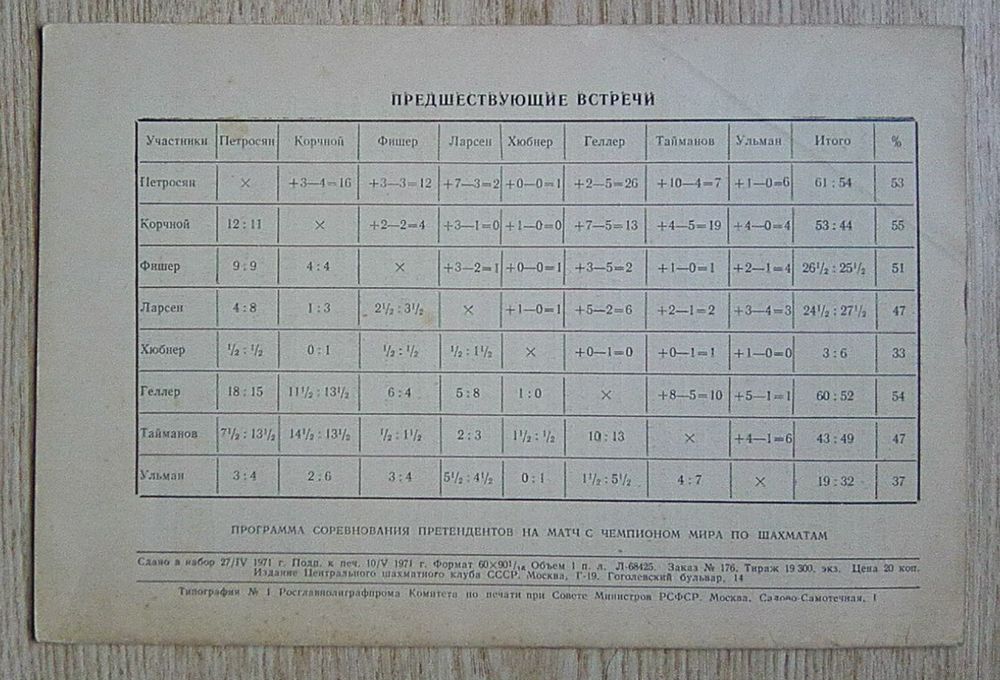 ПРЕДШЕСТВУЮЩИЕ ВСТРЕЧИ
Участники Петросян Корчной Фишер Ларсен Хюбнер Геллер Тайманов Ульман Итого %
Петросян × +3—4=16 +3—3=12 +7—3=2 +0—0=1 +2—5=26 +10—4=7 +1—0=6 61:54 53
Корчной 12:11 × +2—2=4 +3—1=0 +1—0=0 +7—5=13 +4—5=19 +4—0=4 53:44 55
Фишер 9:9 4:4 × +3—2=1 +0—0=1 +3—5=2 +1—0=1 +2—1=4 26½:25½ 51
Ларсен 4:8 1:3 2½:3½ × +1—0=1 +5—2=6 +2—1=2 +3—4=3 24½:27½ 47
Хюбнер ½:½ 0:1 ½:½ ½:1½ × +0—1=0 +0—1=1 +1—0=0 3:6 33
Геллер 18:15 11½:13½ 6:4 5:8 1:0 × +8—5=10 +5—1=1 60:52 54
Тайманов 7½:13½ 14½:13½ ½:1½ 2:3 1½:½ 10:13 × +4—1=6 43:49 47
Ульман 3:4 2:6 3:4 5½:4½ 0:1 1½:5½ 4:7 × 19:32 37
ПРОГРАММА СОРЕВНОВАНИЯ ПРЕТЕНДЕНТОВ НА МАТЧ С ЧЕМПИОНОМ МИРА ПО ШАХМАТАМ
Сдано в набор 27/IV 1971 г. Подп. к печ. 10/V 1971 г. Формат 60×90¹/₁₆ Объем 1 п. л. Л-68425. Заказ № 176. Тираж 19 300. экз. Цена 20 коп.
Издание Центрального шахматного клуба СССР. Москва, Г-19. Гоголевский бульвар, 14
Типография № 1 Росглавполиграфпрома Комитета по печати при Совете Министров РСФСР. Москва. Садово-Самотечная, 1